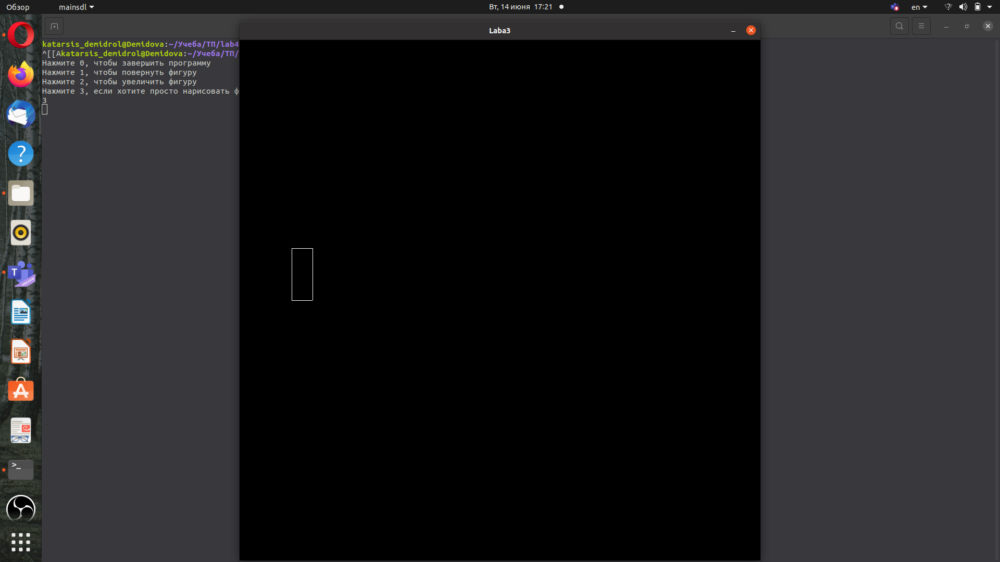 Обзор
mainsdl
Вт, 14 июня 17:21
en
Laba3
katarsis_demidrol@Demidova:~/Учеба/ТП/lab4
^[[Akatarsis_demidrol@Demidova:~/Учеба/ТП/
Нажмите 0, чтобы завершить программу
Нажмите 1, чтобы повернуть фигуру
Нажмите 2, чтобы увеличить фигуру
Нажмите 3, если хотите просто нарисовать ф
3
?
T
PREVIEW
>_